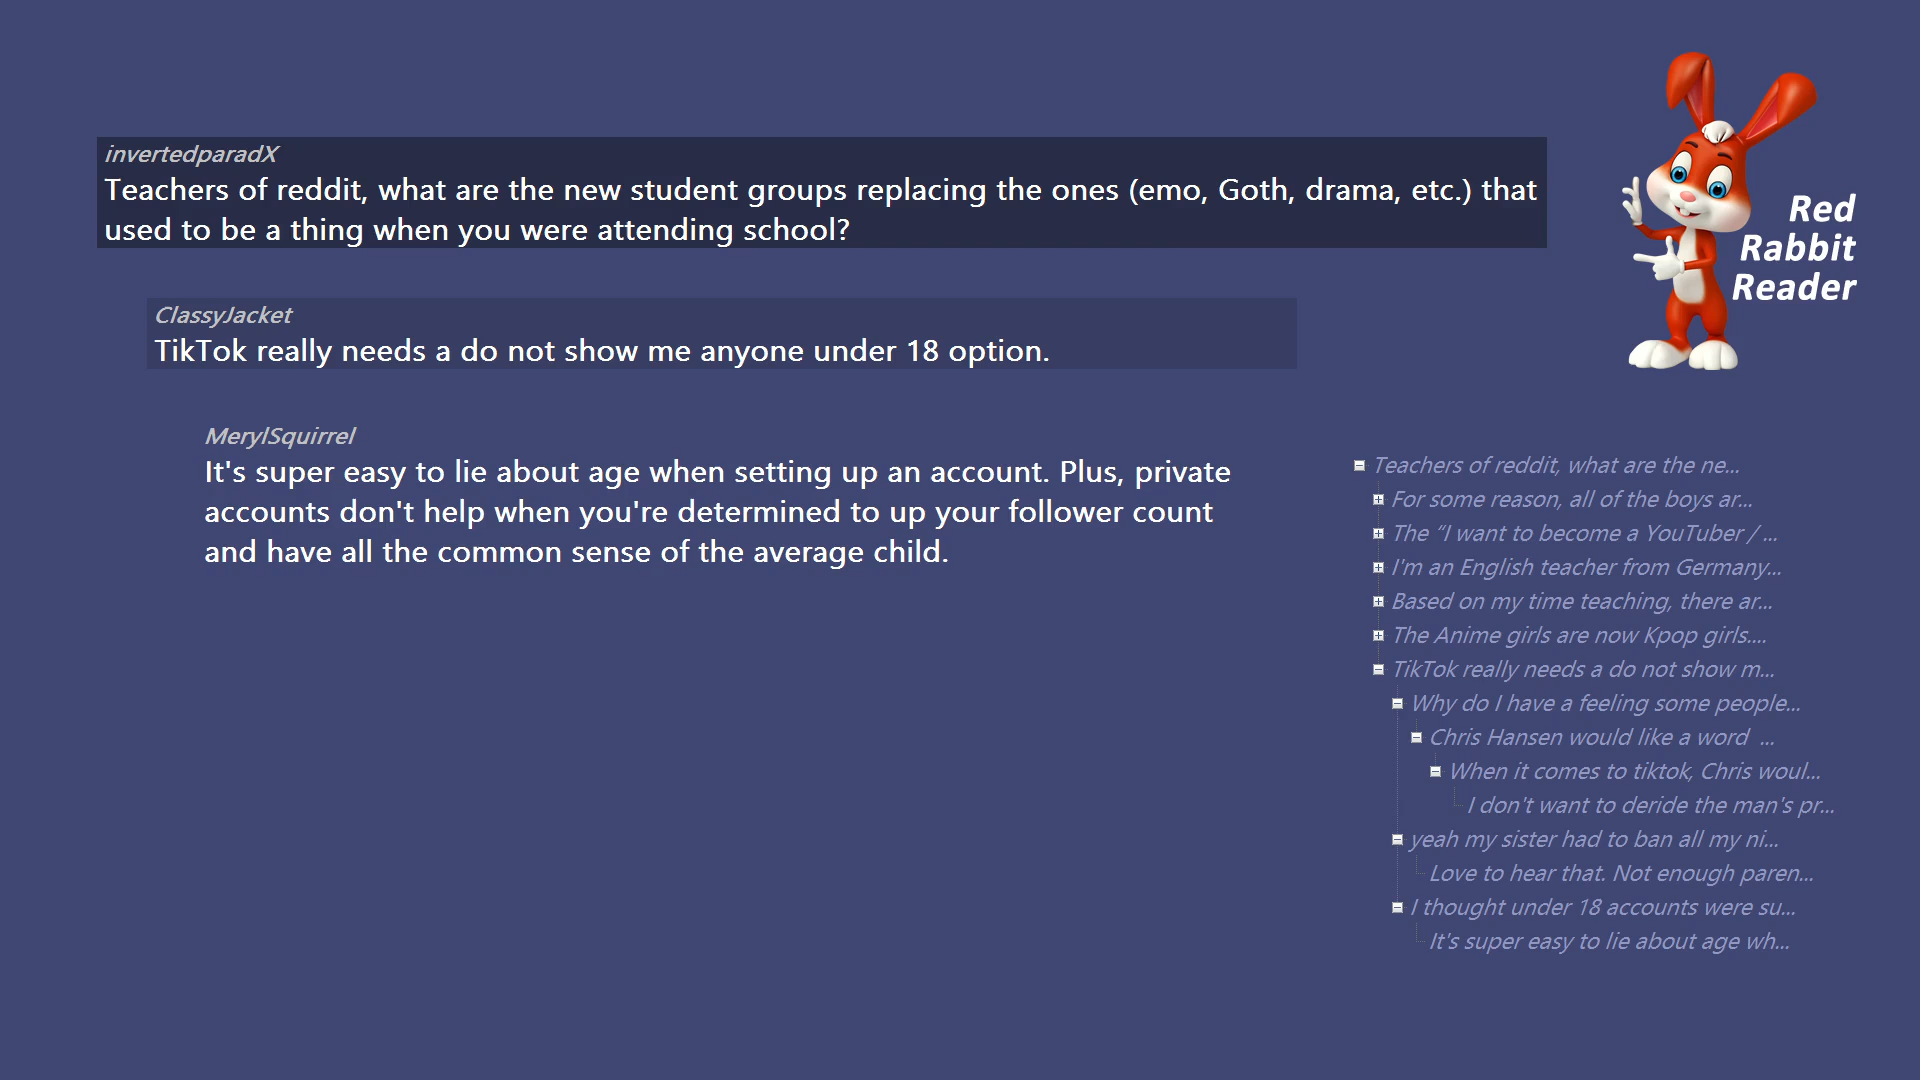 invertedparadX
Teachers of reddit, what are the new student groups replacing the ones (emo, Goth, drama, etc.) that
used to be a thing when you were attending school?
ClassyJacket
TikTok really needs a do not show me anyone under 18 option.
MerylSquirrel
It's super easy to lie about age when setting up an account. Plus, private
accounts don't help when you're determined to up your follower count
and have all the common sense of the average child.
Red
Rabbit
Reader
Teachers of reddit, what are the ne...
For some reason, all of the boys ar...
The “I want to become a YouTuber / ...
I'm an English teacher from Germany...
Based on my time teaching, there ar...
The Anime girls are now Kpop girls....
TikTok really needs a do not show m...
Why do I have a feeling some people...
Chris Hansen would like a word  ...
When it comes to tiktok, Chris woul...
I don't want to deride the man's pr...
yeah my sister had to ban all my ni...
Love to hear that. Not enough paren...
I thought under 18 accounts were su...
It's super easy to lie about age wh...